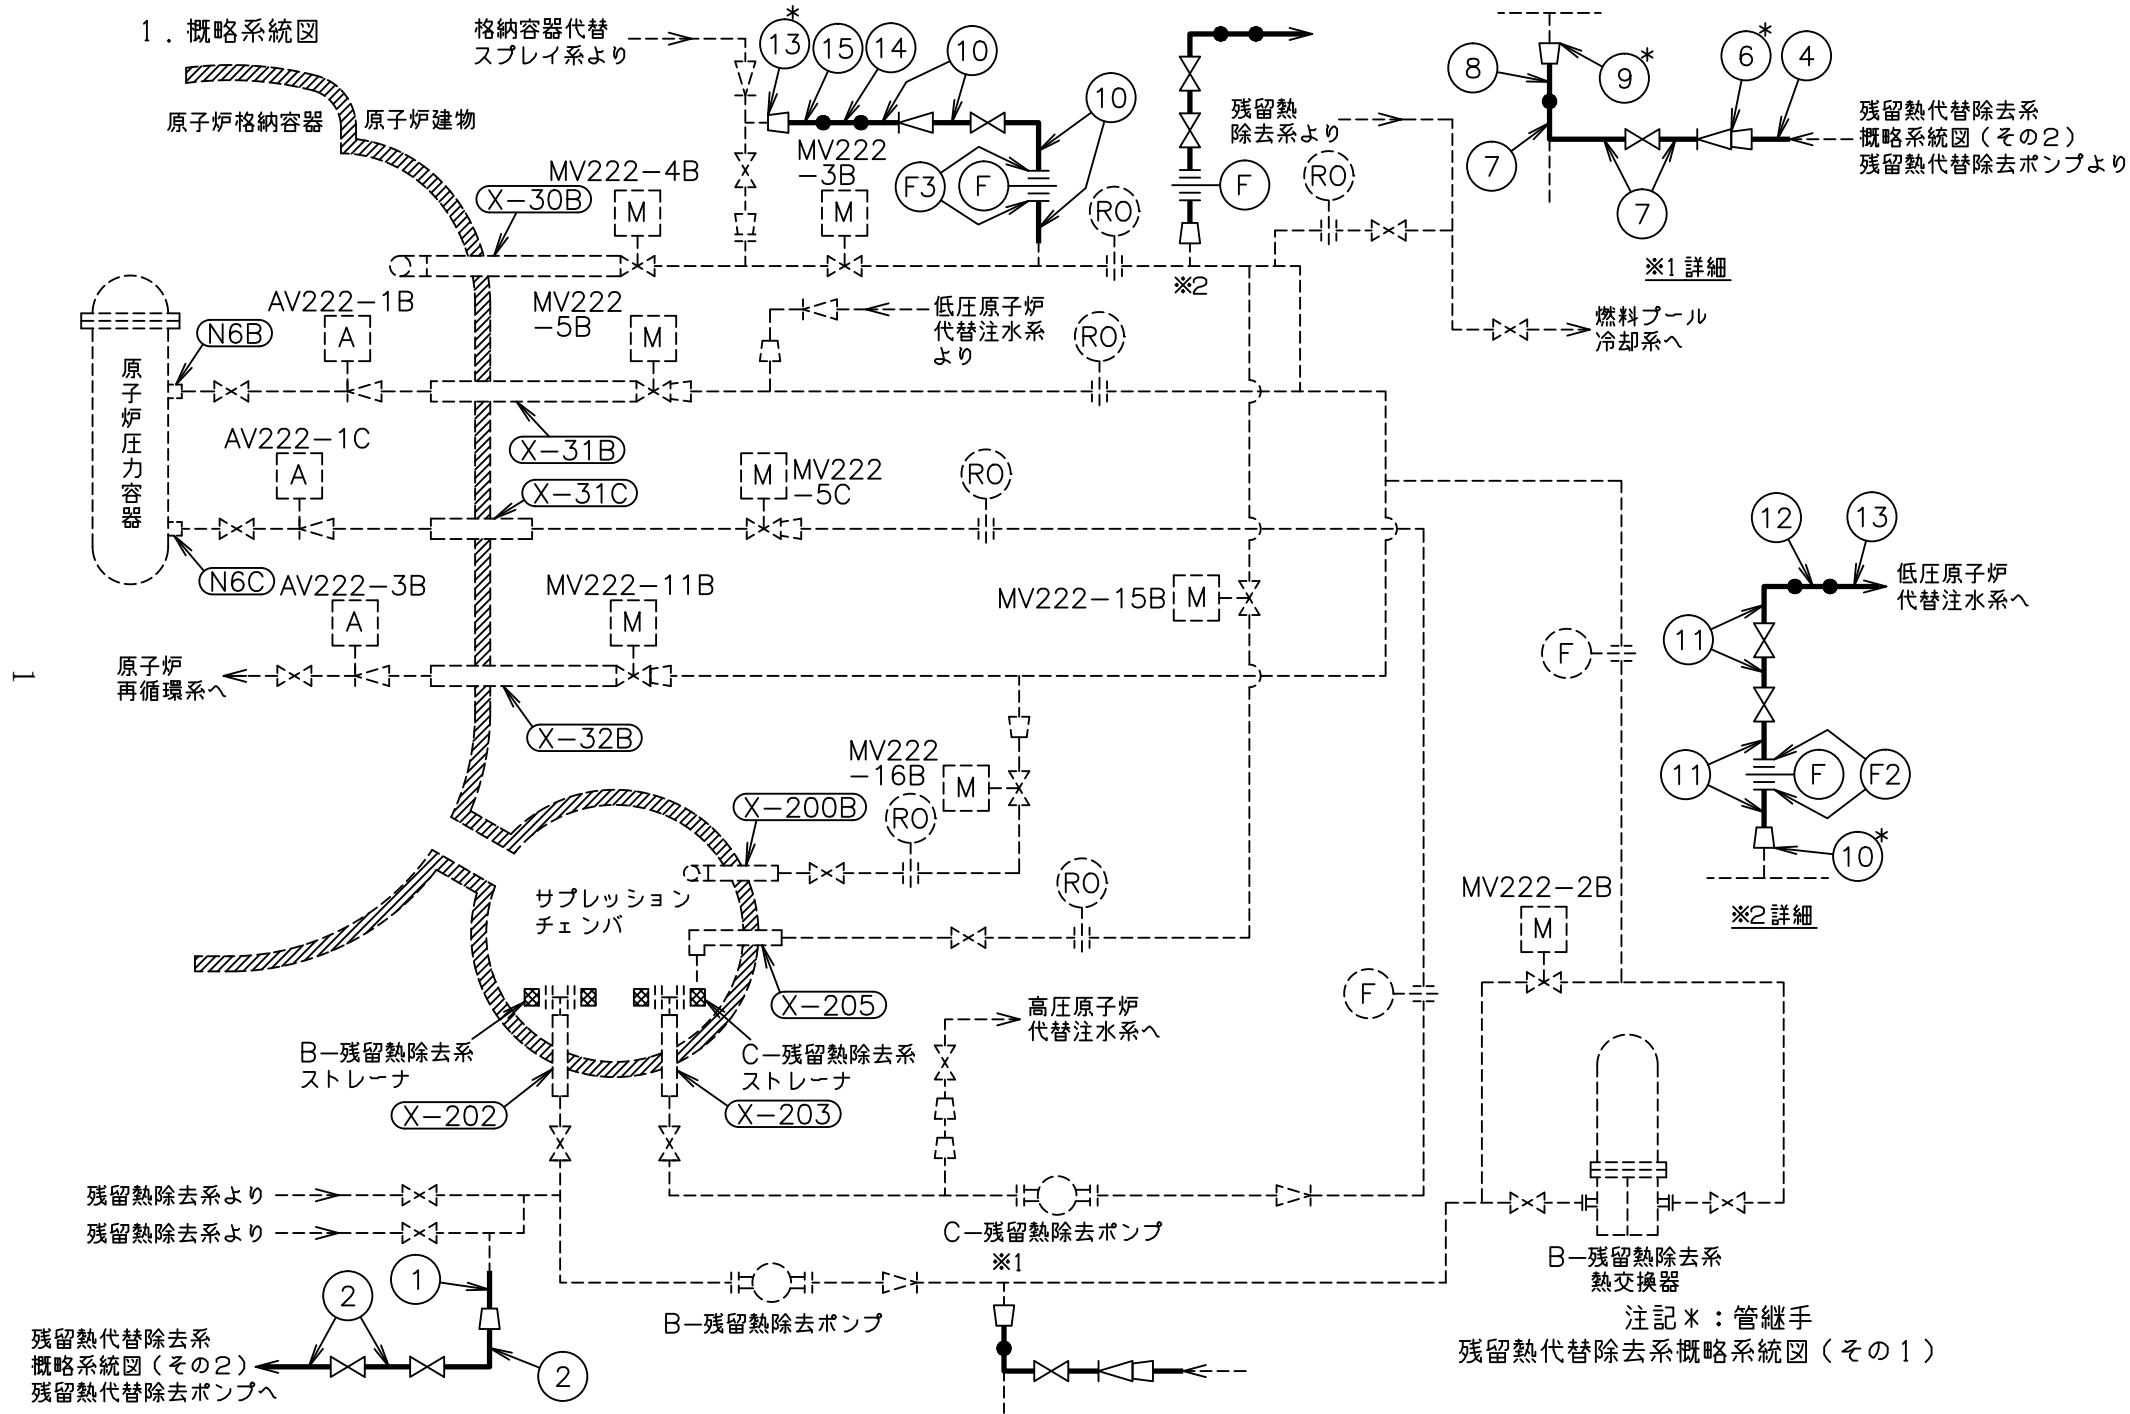 1．概略系統図
格納容器代替
スプレイ系より
13*
15
14
10
10
F3
F
MV222
-3B
M
RO
F
※2
残留熱
除去系より
RO
8
9*
6*
4
7
7
※1詳細
残留熱代替除去系
概略系統図（その2）
残留熱代替除去ポンプより
原子炉格納容器
原子炉建物
MV222-4B
X-30B
M
AV222-1B
A
N6B
MV222
-5B
M
低圧原子炉
代替注水系
より
RO
燃料プール
冷却系へ
原子炉圧力容器
X-31B
AV222-1C
A
X-31C
M
MV222
-5C
RO
N6C
AV222-3B
A
MV222-11B
M
MV222-15B
M
12
13
低圧原子炉
代替注水系へ
11
F
11
F
F2
10*
※2詳細
1
原子炉
再循環系へ
X-32B
MV222
-16B
M
RO
X-200B
サプレッション
チェンバ
RO
X-205
MV222-2B
M
F
高圧原子炉
代替注水系へ
B-残留熱除去系
ストレーナ
C-残留熱除去系
ストレーナ
X-202
X-203
残留熱除去系より
残留熱除去系より
C-残留熱除去ポンプ
※1
B-残留熱除去系
熱交換器
1
2
2
残留熱代替除去系
概略系統図（その2）
残留熱代替除去ポンプへ
B-残留熱除去ポンプ
注記＊：管継手
残留熱代替除去系概略系統図（その1）